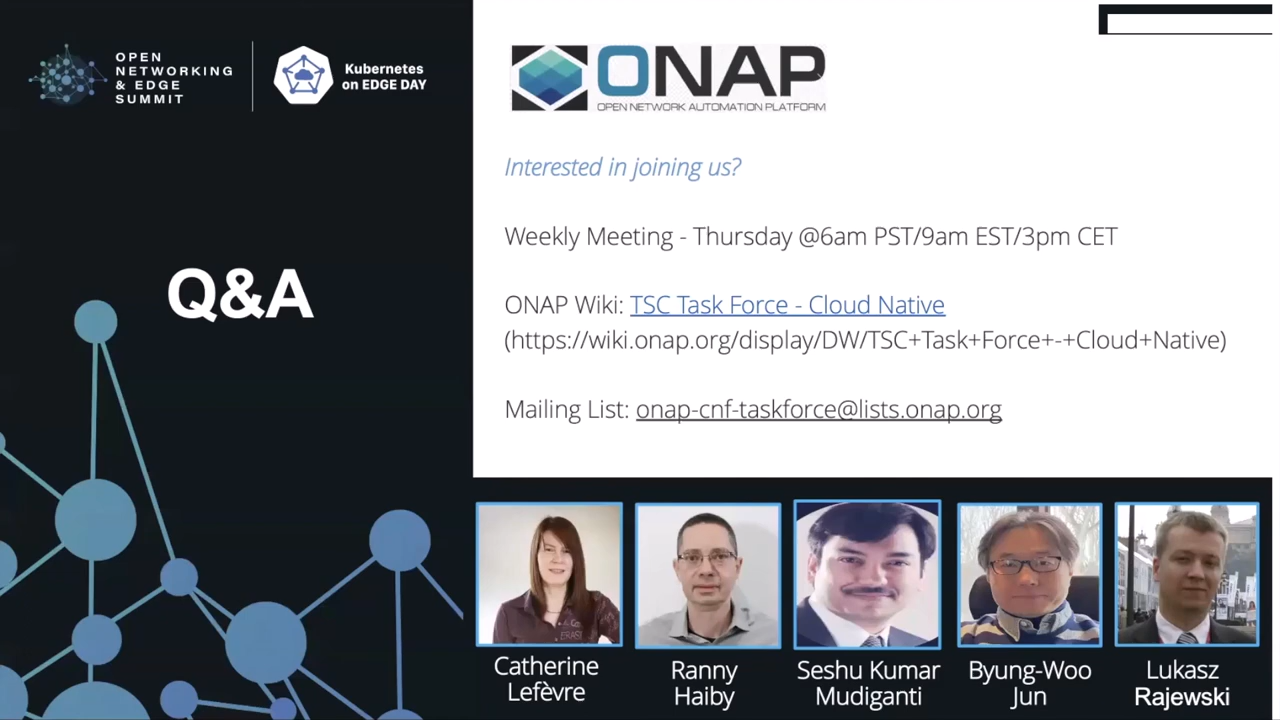 OPEN
NETWORKING
& EDGE
SUMMIT
Kubernetes
on EDGE DAY
Q&A
ONAP
OPEN NETWORK AUTOMATION PLATFORM
Interested in joining us?
Weekly Meeting - Thursday @6am PST/9am EST/3pm CET
ONAP Wiki: TSC Task Force - Cloud Native
(https://wiki.onap.org/display/DW/TSC+Task+Force+-+Cloud+Native)
Mailing List: onap-cnf-taskforce@lists.onap.org
Catherine
Lefèvre
Ranny
Haiby
Seshu Kumar
Mudiganti
Byung-Woo
Jun
Lukasz
Rajewski